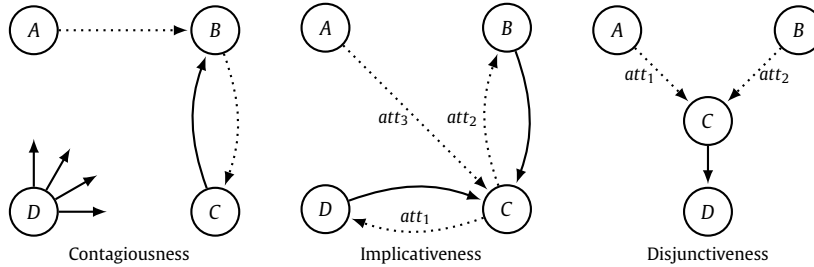 A
B
A
B
A
B
att₁
att₂
att₃
att₂
C
D
C
D
att₁
C
D
Contagiousness
Implicativeness
Disjunctiveness